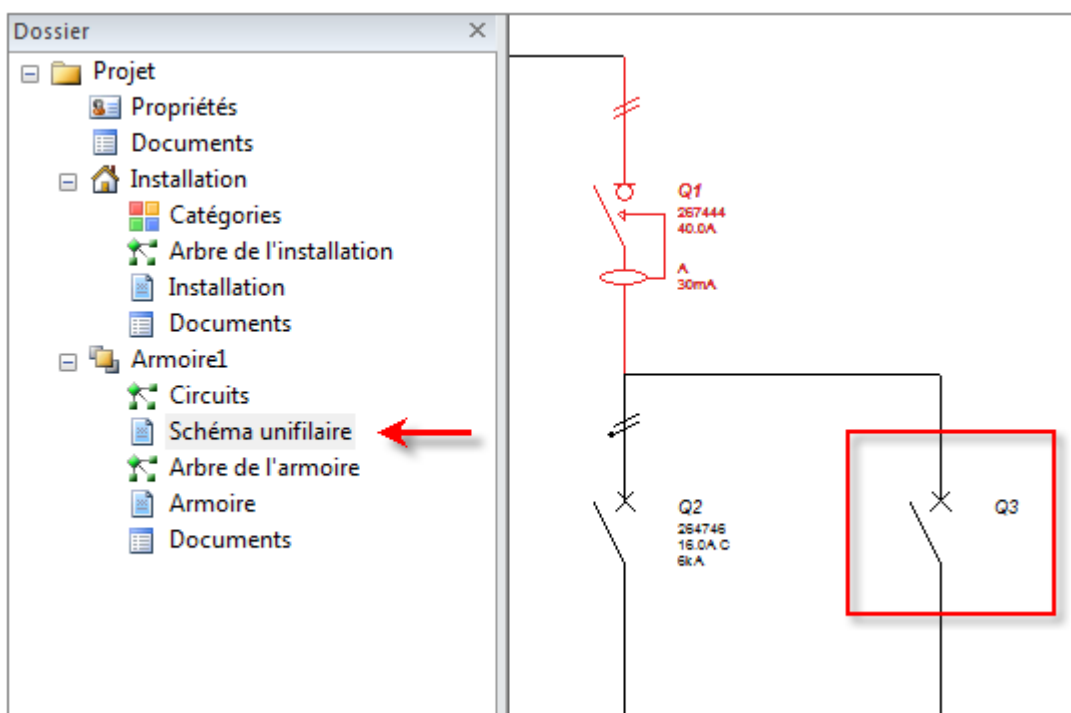 Dossier
Projet
Propriétés
Documents
Installation
Catégories
Arbre de l'installation
Installation
Documents
Armoire1
Circuits
Schéma unifilaire
Arbre de l'armoire
Armoire
Documents
Q1
267444
40.0A
A
30mA
Q2
264746
16.0A C
6kA
Q3